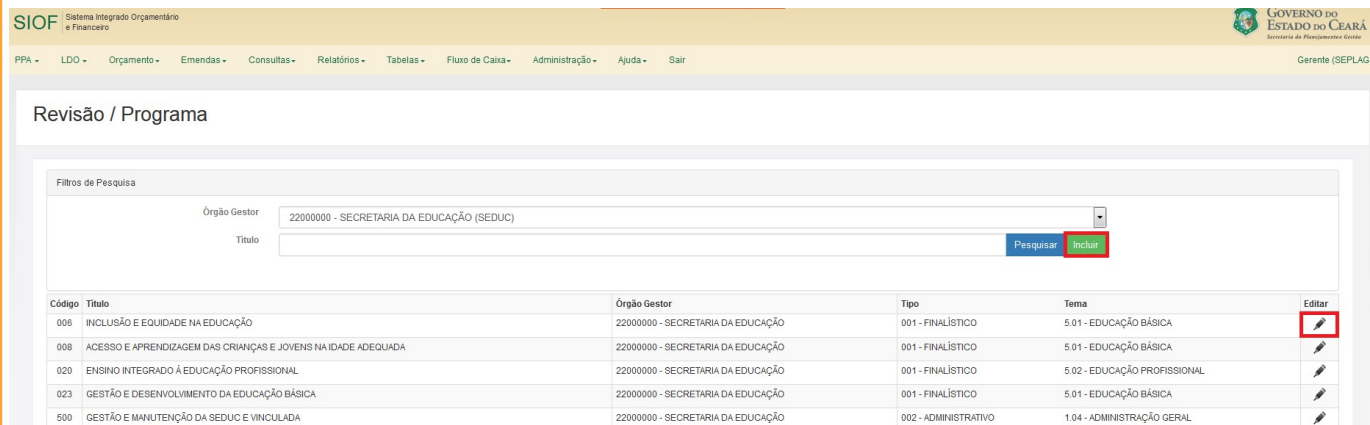 SIOF Sistema Integrado Orçamentário e Financeiro
GOVERNO DO
ESTADO DO CEARÁ
Secretaria do Planejamento e Gestão
PPA LDO Orçamento Emendas Consultas Relatórios Tabelas Fluxo de Caixa Administração Ajuda Sair Gerente (SEPLAG
Revisão / Programa
Filtros de Pesquisa
Órgão Gestor 22000000 - SECRETARIA DA EDUCAÇÃO (SEDUC)
Título Pesquisar Incluir
Código Título Órgão Gestor Tipo Tema Editar
006 INCLUSÃO E EQUIDADE NA EDUCAÇÃO 22000000 - SECRETARIA DA EDUCAÇÃO 001 - FINALÍSTICO 5.01 - EDUCAÇÃO BÁSICA
008 ACESSO E APRENDIZAGEM DAS CRIANÇAS E JOVENS NA IDADE ADEQUADA 22000000 - SECRETARIA DA EDUCAÇÃO 001 - FINALÍSTICO 5.01 - EDUCAÇÃO BÁSICA
020 ENSINO INTEGRADO À EDUCAÇÃO PROFISSIONAL 22000000 - SECRETARIA DA EDUCAÇÃO 001 - FINALÍSTICO 5.02 - EDUCAÇÃO PROFISSIONAL
023 GESTÃO E DESENVOLVIMENTO DA EDUCAÇÃO BÁSICA 22000000 - SECRETARIA DA EDUCAÇÃO 001 - FINALÍSTICO 5.01 - EDUCAÇÃO BÁSICA
500 GESTÃO E MANUTENÇÃO DA SEDUC E VINCULADA 22000000 - SECRETARIA DA EDUCAÇÃO 002 - ADMINISTRATIVO 1.04 - ADMINISTRAÇÃO GERAL